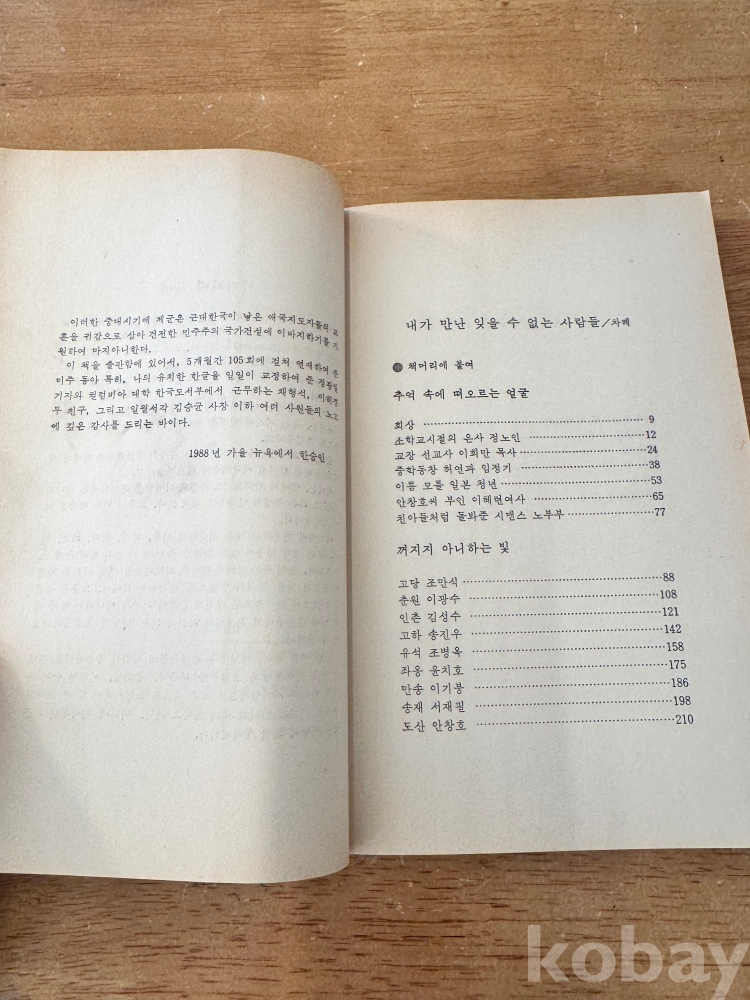 이러한 중대시기에 제군은 근대한국이 낳은 애국지도자들의 교
훈을 귀감으로 삼아 건전한 민주주의 국가건설에 이바지하기를 기
원하여 마지아니한다.
이 책을 출판함에 있어서, 5개월간 105회에 걸쳐 연재하여 준
미주 동아 특히, 나의 유치한 한글을 일일이 교정하여 준
기자와 컬럼비아 대학 한국도서부에서 근무하는 채형석,
두 친구, 그리고 일월서각 김승균 사장 이하 여러 사원들의 노고
에 깊은 감사를 드리는 바이다.
1988년 가을 뉴욕에서 한승인
내가 만난 잊을 수 없는 사람들/차례
● 책머리에 붙여
추억 속에 떠오르는 얼굴
회상 9
소학교시절의 은사 정노인 12
교장 선교사 이희만 목사 24
중학동창 허연과 임정기 38
이름 모를 일본 청년 53
안창호씨 부인 이혜련여사 65
친아들처럼 돌봐준 시댄스 노부부 77
꺼지지 아니하는 빛
고당 조만식 88
춘원 이광수 108
인촌 김성수 121
고하 송진우 142
유석 조병옥 158
좌옹 윤치호 175
만송 이기붕 186
송재 서재필 198
도산 안창호 210
kobay